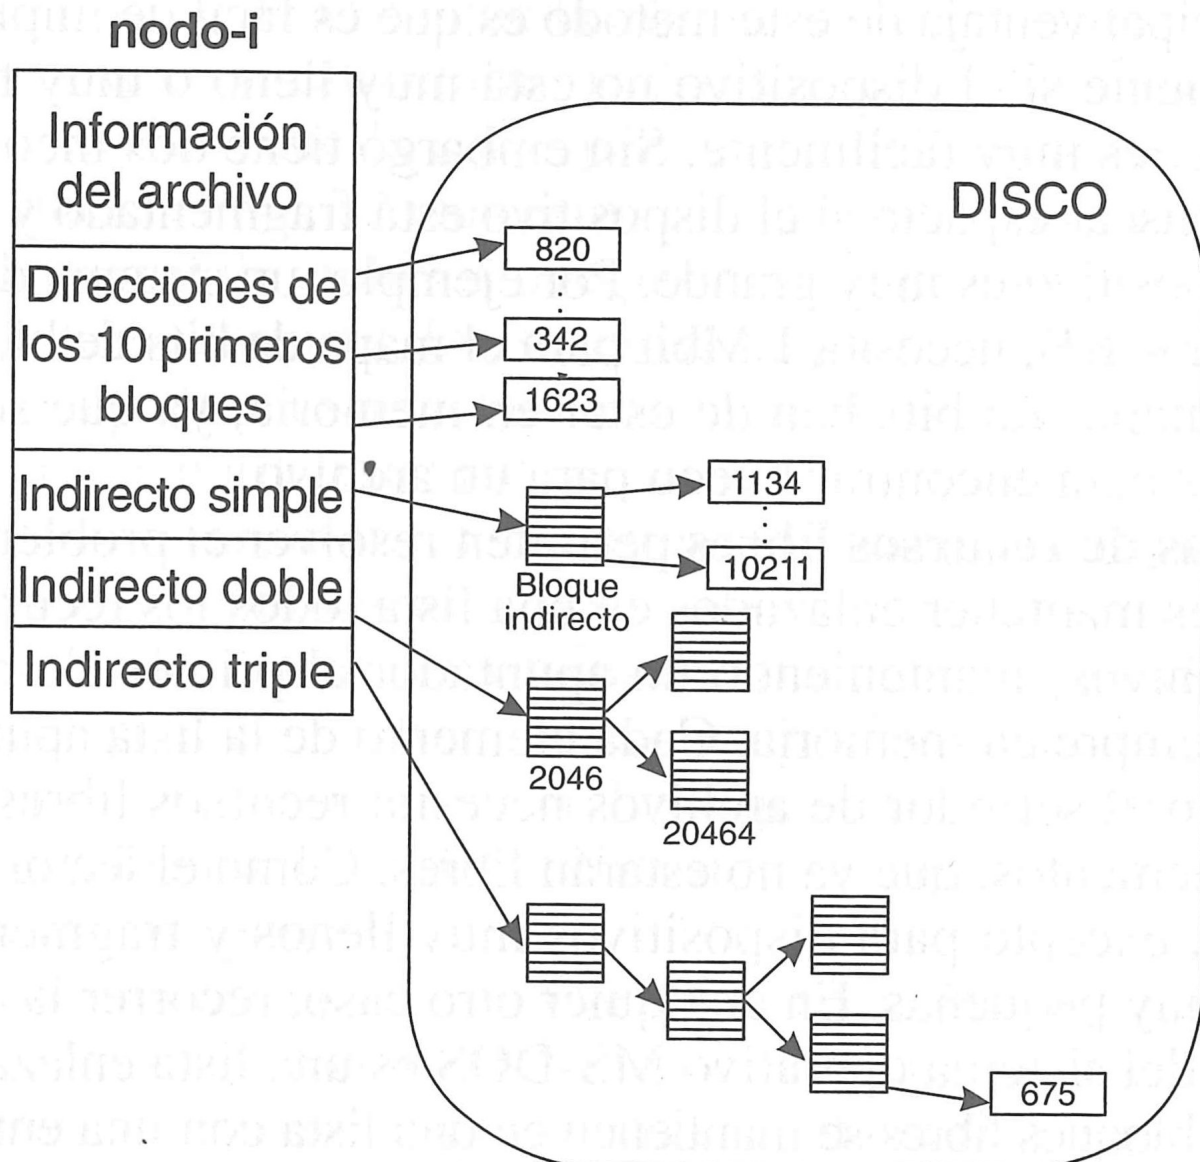 nodo-i
Información
del archivo
Direcciones de
los 10 primeros
bloques
Indirecto simple
Indirecto doble
Indirecto triple
DISCO
820
342
1623
1134
10211
Bloque
indirecto
2046
20464
675